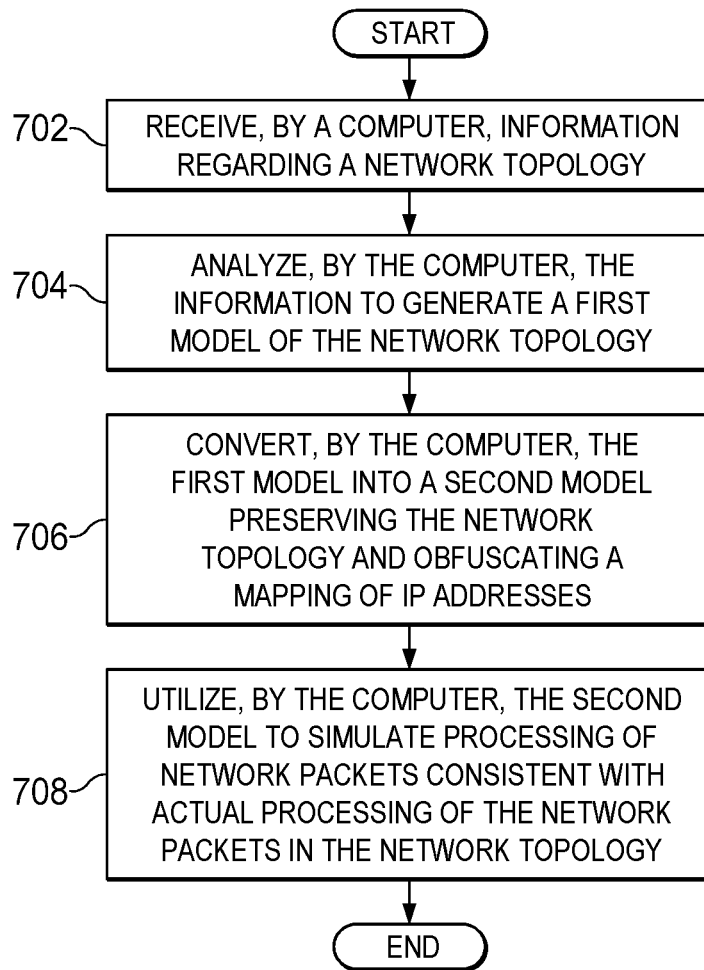 START
702
RECEIVE, BY A COMPUTER, INFORMATION
REGARDING A NETWORK TOPOLOGY
704
ANALYZE, BY THE COMPUTER, THE
INFORMATION TO GENERATE A FIRST
MODEL OF THE NETWORK TOPOLOGY
706
CONVERT, BY THE COMPUTER, THE
FIRST MODEL INTO A SECOND MODEL
PRESERVING THE NETWORK
TOPOLOGY AND OBFUSCATING A
MAPPING OF IP ADDRESSES
708
UTILIZE, BY THE COMPUTER, THE SECOND
MODEL TO SIMULATE PROCESSING OF
NETWORK PACKETS CONSISTENT WITH
ACTUAL PROCESSING OF THE NETWORK
PACKETS IN THE NETWORK TOPOLOGY
END